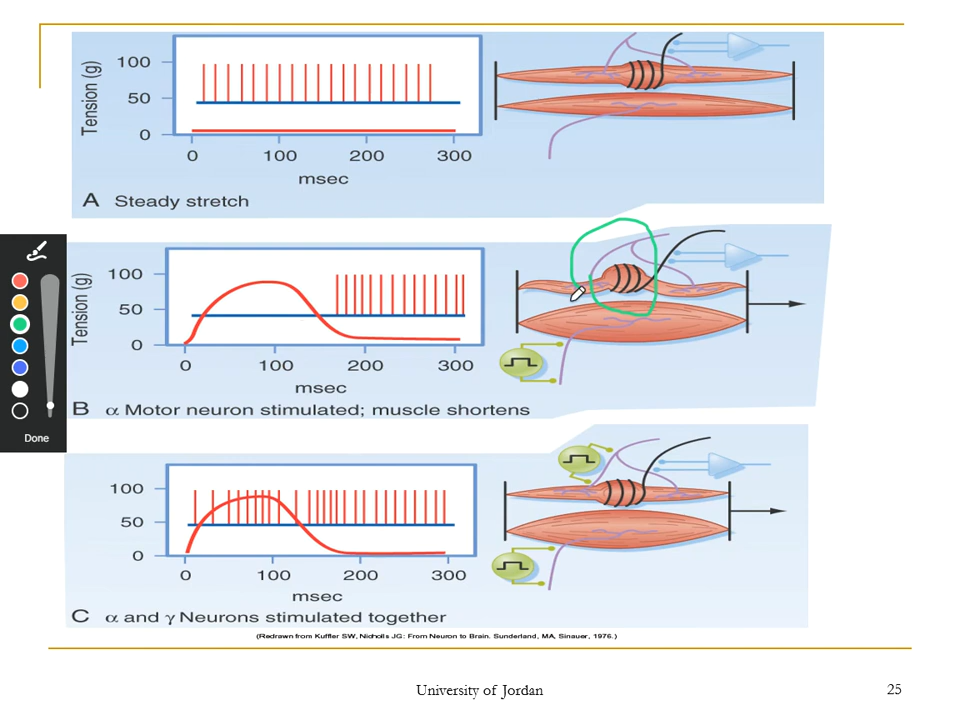 Tension (g)
100
50
0
0 100 200 300
msec
A Steady stretch
Tension (g)
100
50
0
0 100 200 300
msec
B α Motor neuron stimulated; muscle shortens
Done
100
50
0
0 100 200 300
msec
C α and γ Neurons stimulated together
(Redrawn from Kuffler SW, Nicholls JG: From Neuron to Brain. Sunderland, MA, Sinauer, 1976.)
University of Jordan
25